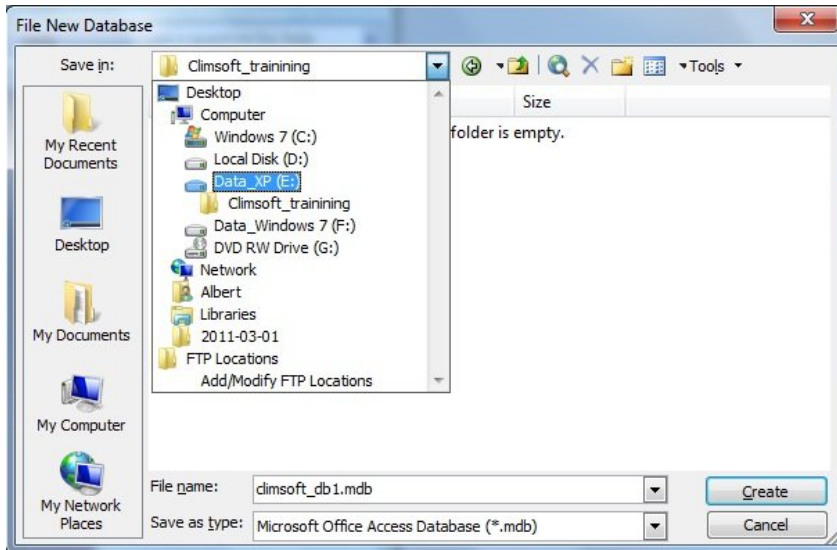 File New Database
Save in:
Climsoft_trainining
Tools
My Recent
Documents
Desktop
My Documents
My Computer
My Network
Places
Desktop
Computer
Windows 7 (C:)
Local Disk (D:)
Data_XP (E:)
Climsoft_trainining
Data_Windows 7 (F:)
DVD RW Drive (G:)
Network
Albert
Libraries
2011-03-01
FTP Locations
Add/Modify FTP Locations
Size
folder is empty.
File name:
climsoft_db1.mdb
Create
Save as type:
Microsoft Office Access Database (*.mdb)
Cancel